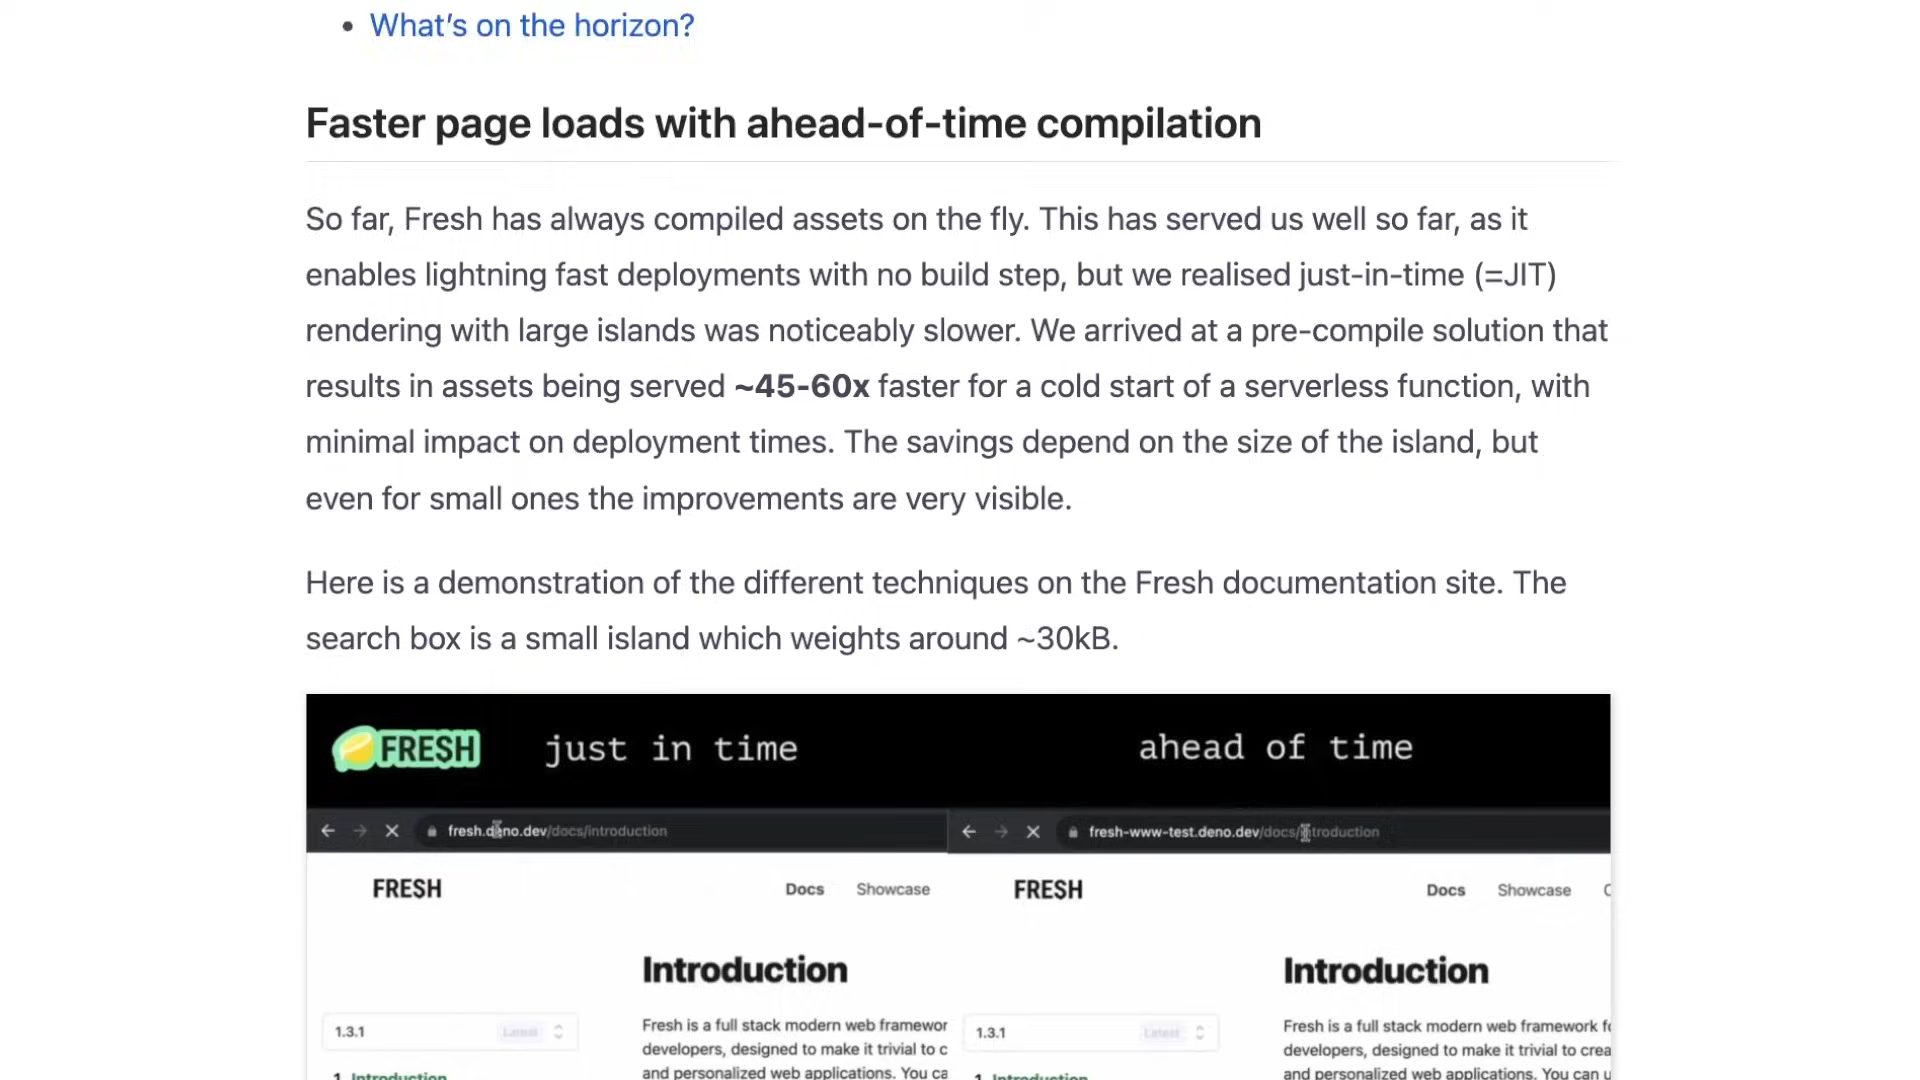 What's on the horizon?
Faster page loads with ahead-of-time compilation
So far, Fresh has always compiled assets on the fly. This has served us well so far, as it
enables lightning fast deployments with no build step, but we realised just-in-time (=JIT)
rendering with large islands was noticeably slower. We arrived at a pre-compile solution that
results in assets being served ~45-60x faster for a cold start of a serverless function, with
minimal impact on deployment times. The savings depend on the size of the island, but
even for small ones the improvements are very visible.
Here is a demonstration of the different techniques on the Fresh documentation site. The
search box is a small island which weights around ~30kB.
FRESH just in time
ahead of time
fresh.deno.dev/docs/introduction
fresh-www-test.deno.dev/docs/introduction
FRESH Docs Showcase
FRESH Docs Showcase
Introduction
Introduction
1.3.1 Latest
Fresh is a full stack modern web framewor
developers, designed to make it trivial to c
and personalized web applications. You ca
1. Introduction
1.3.1 Latest
Fresh is a full stack modern web framework fo
developers, designed to make it trivial to crea
and personalized web applications. You can u
1. Introduction